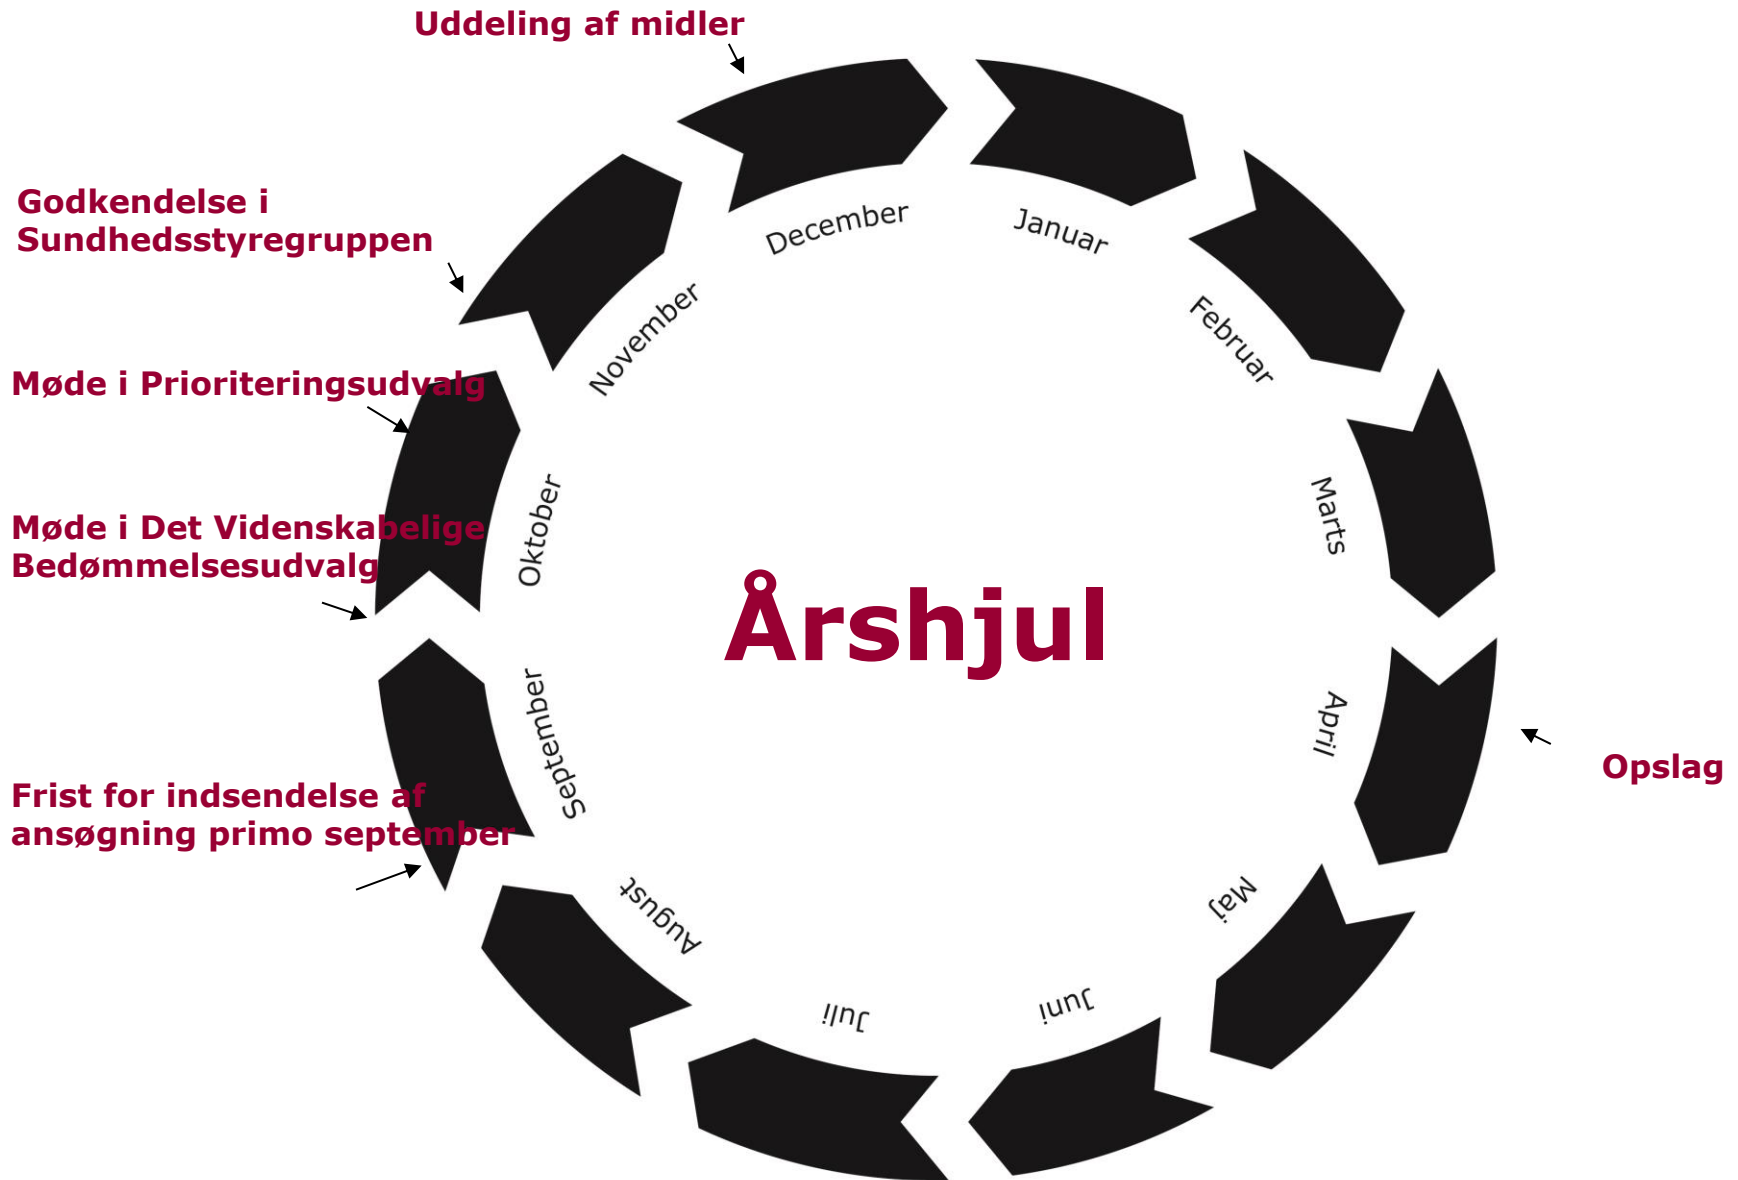 Uddeling af midler
Godkendelse i
Sundhedsstyregruppen
Møde i Prioriteringsudvalg
Møde i Det Videnskabelige
Bedømmelsesudvalg
Frist for indsendelse af
ansøgning primo september
Årshjul
Opslag
Januar
Februar
Marts
April
Maj
Juni
Juli
August
September
Oktober
November
December